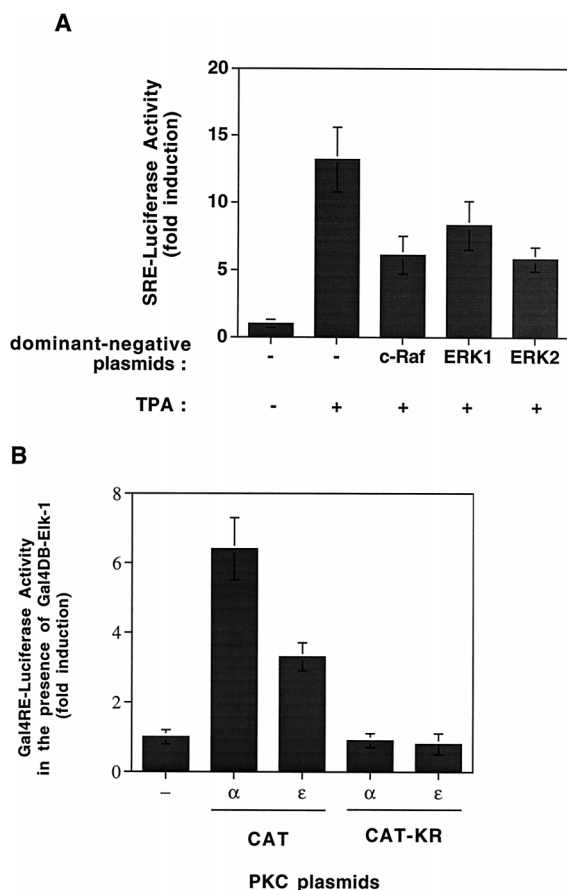 A
SRE-Luciferase Activity
(fold induction)
20
15
10
5
0
dominant-negative
plasmids :
- - c-Raf ERK1 ERK2
TPA : - + + + +
B
Gal4RE-Luciferase Activity
in the presence of Gal4DB-Elk-1
(fold induction)
8
6
4
2
0
– α ε α ε
CAT CAT-KR
PKC plasmids